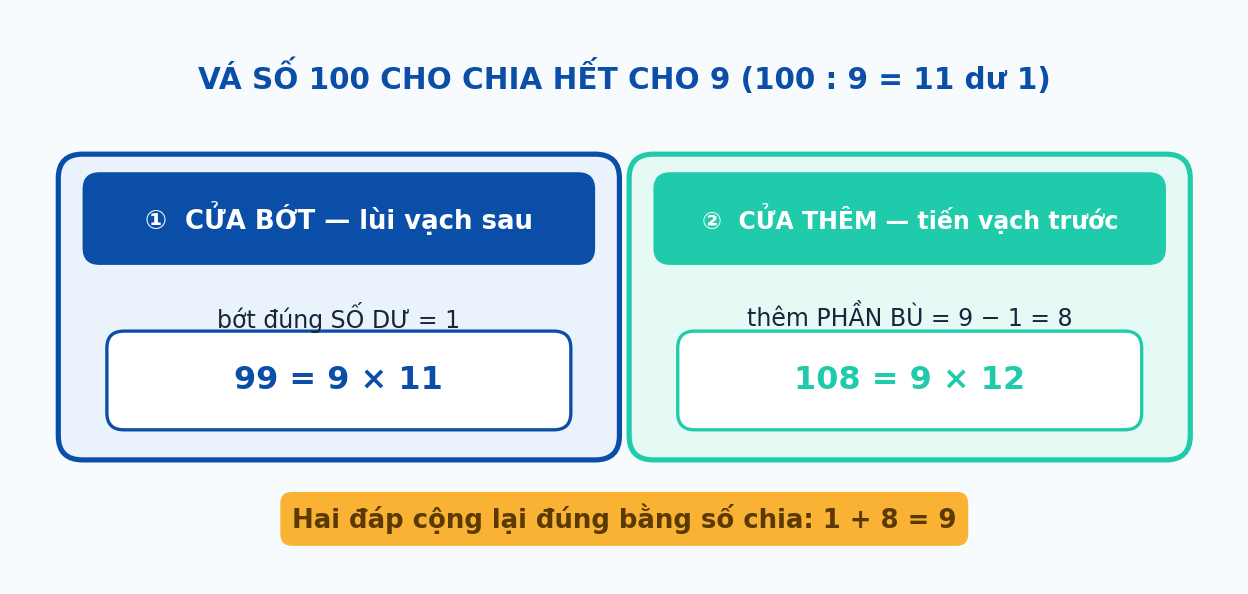 VÁ SỐ 100 CHO CHIA HẾT CHO 9 (100 : 9 = 11 dư 1)
① CỬA BỚT — lùi vạch sau
bớt đúng SỐ DƯ = 1
99 = 9 × 11
② CỬA THÊM — tiến vạch trước
thêm PHẦN BÙ = 9 − 1 = 8
108 = 9 × 12
Hai đáp cộng lại đúng bằng số chia: 1 + 8 = 9